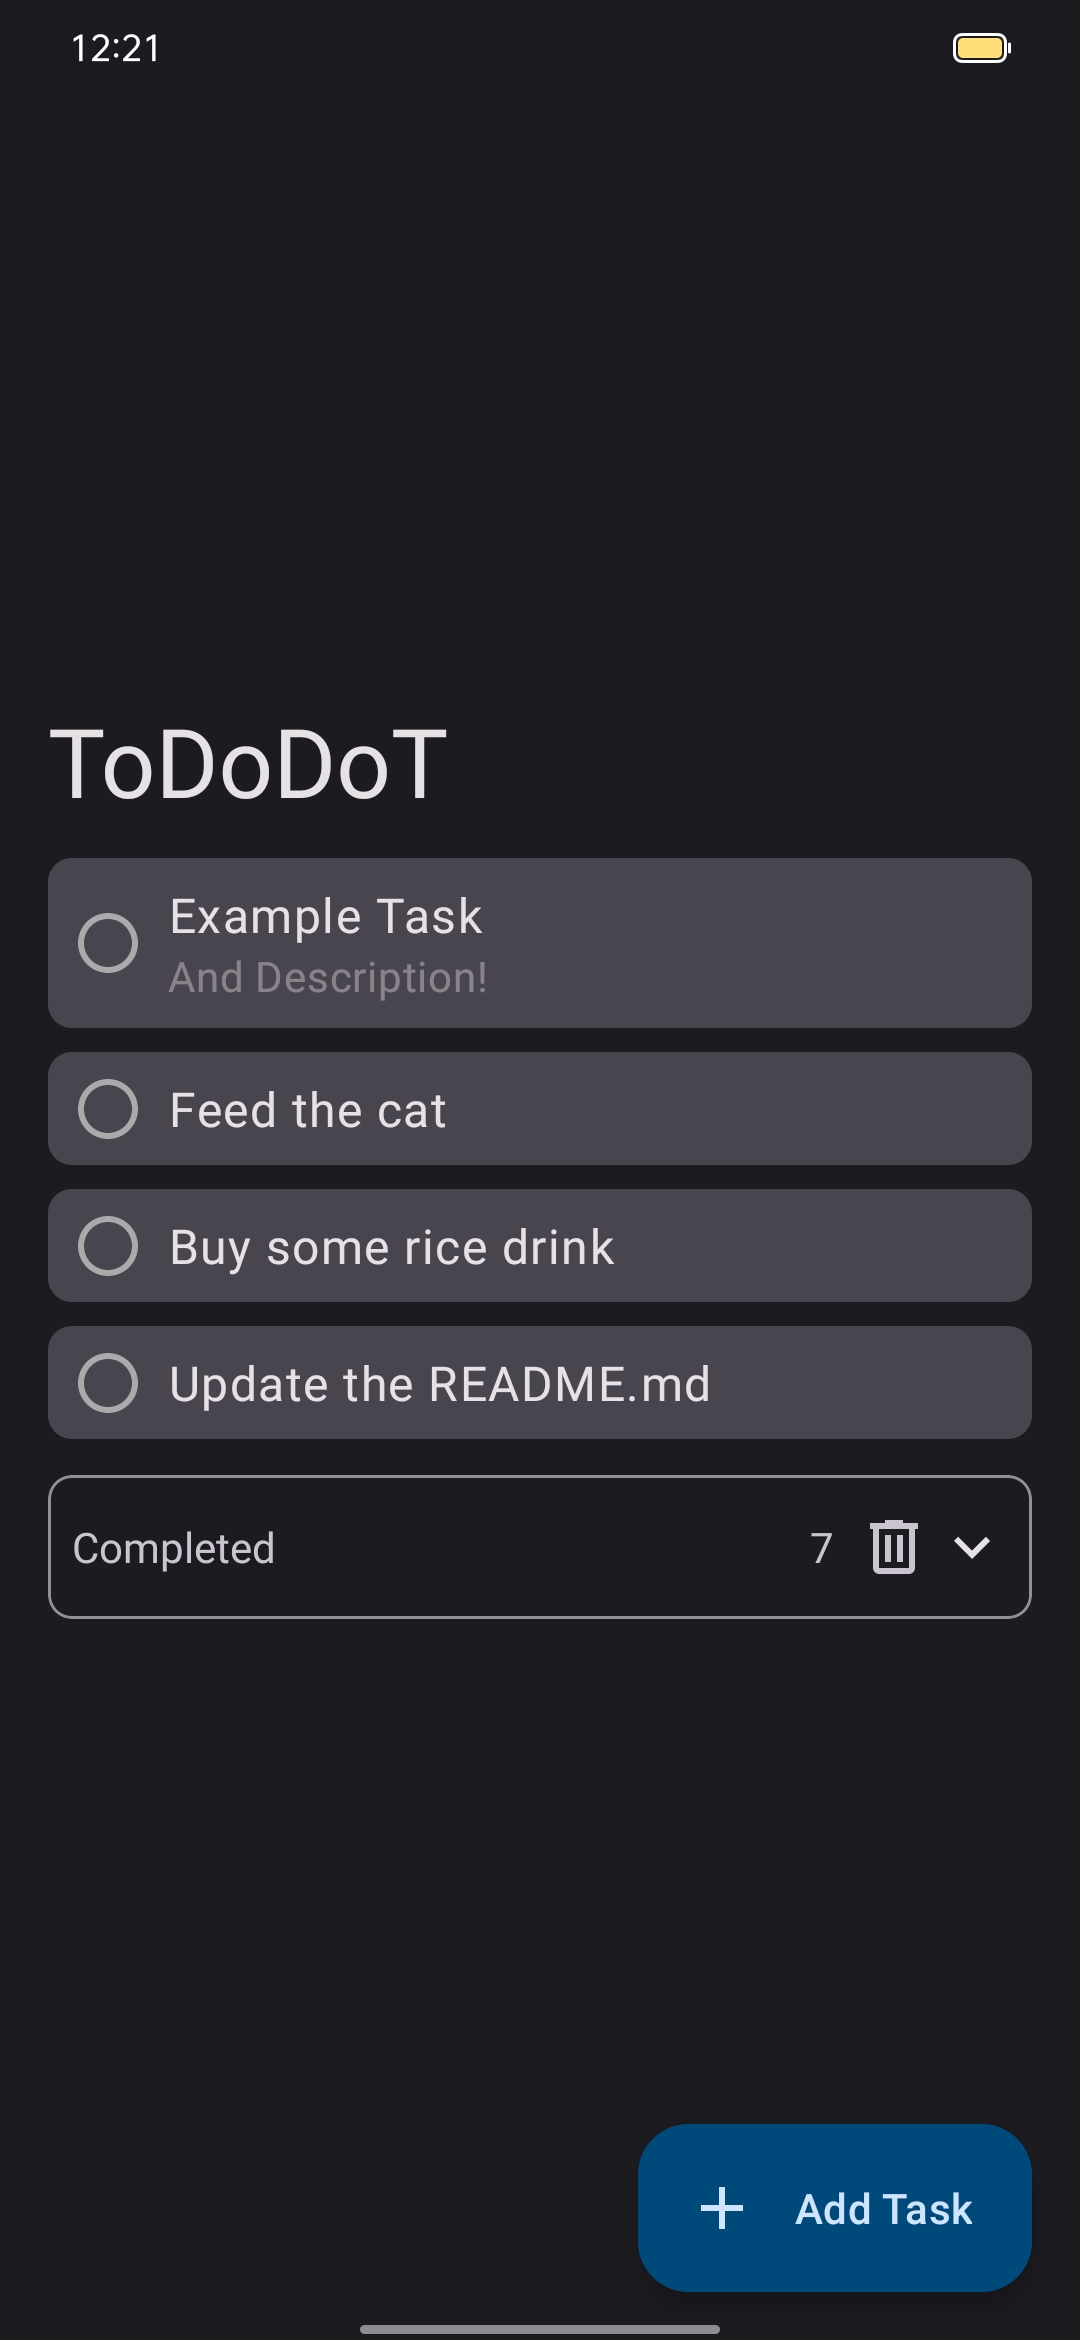 12:21
ToDoDoT
Example Task
And Description!
Feed the cat
Buy some rice drink
Update the README.md
Completed 7
Add Task